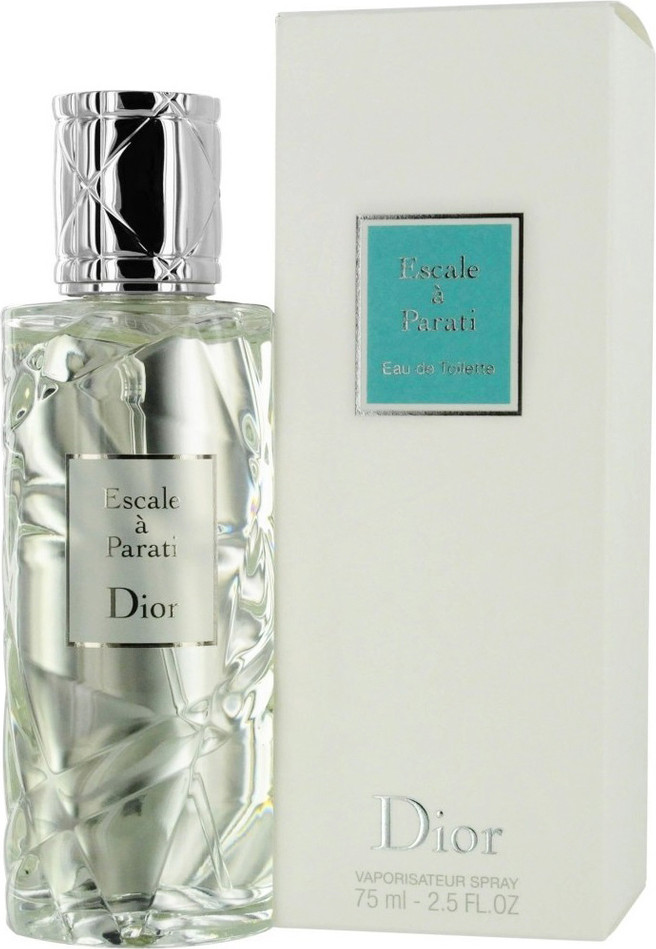 Escale
à
Parati
Dior
Escale
à
Parati
Eau de Toilette
Dior
VAPORISATEUR SPRAY
75 ml - 2.5 FL.OZ